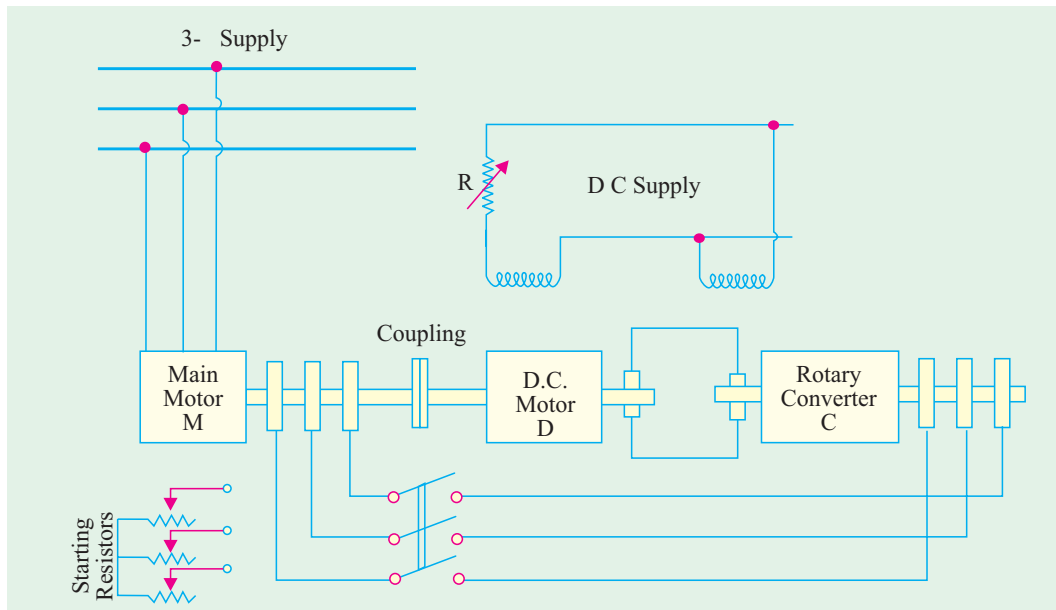 3- Supply
R
D C Supply
Coupling
Main
Motor
M
D.C.
Motor
D
Rotary
Converter
C
Starting
Resistors